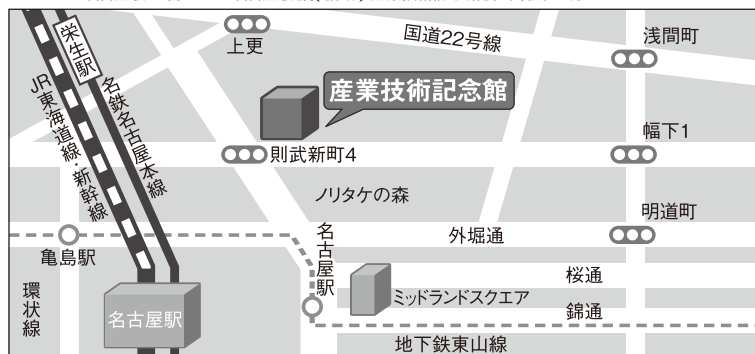 栄生駅
上更
国道22号線
浅間町
産業技術記念館
JR東海道線・新幹線
名鉄名古屋本線
則武新町4
幅下1
ノリタケの森
名古屋駅
外堀通
明道町
亀島駅
桜通
環状線
名古屋駅
ミッドランドスクエア
錦通
地下鉄東山線